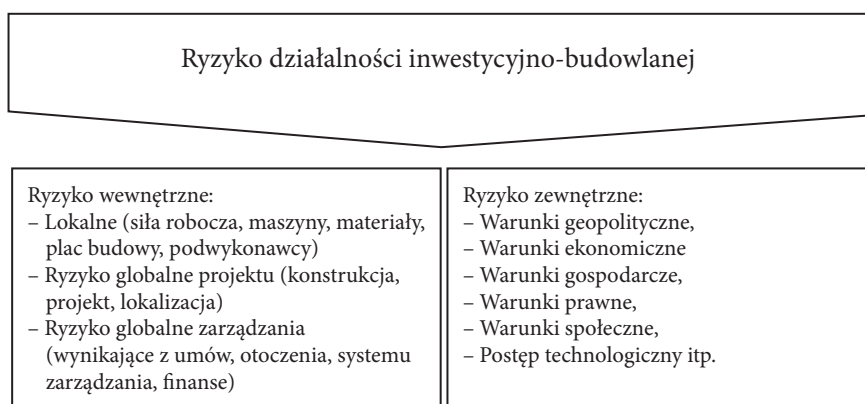 Ryzyko działalności inwestycyjno-budowlanej
Ryzyko wewnętrzne:
– Lokalne (siła robocza, maszyny, materiały,
plac budowy, podwykonawcy)
– Ryzyko globalne projektu (konstrukcja,
projekt, lokalizacja)
– Ryzyko globalne zarządzania
(wynikające z umów, otoczenia, systemu
zarządzania, finanse)
Ryzyko zewnętrzne:
– Warunki geopolityczne,
– Warunki ekonomiczne
– Warunki gospodarcze,
– Warunki prawne,
– Warunki społeczne,
– Postęp technologiczny itp.